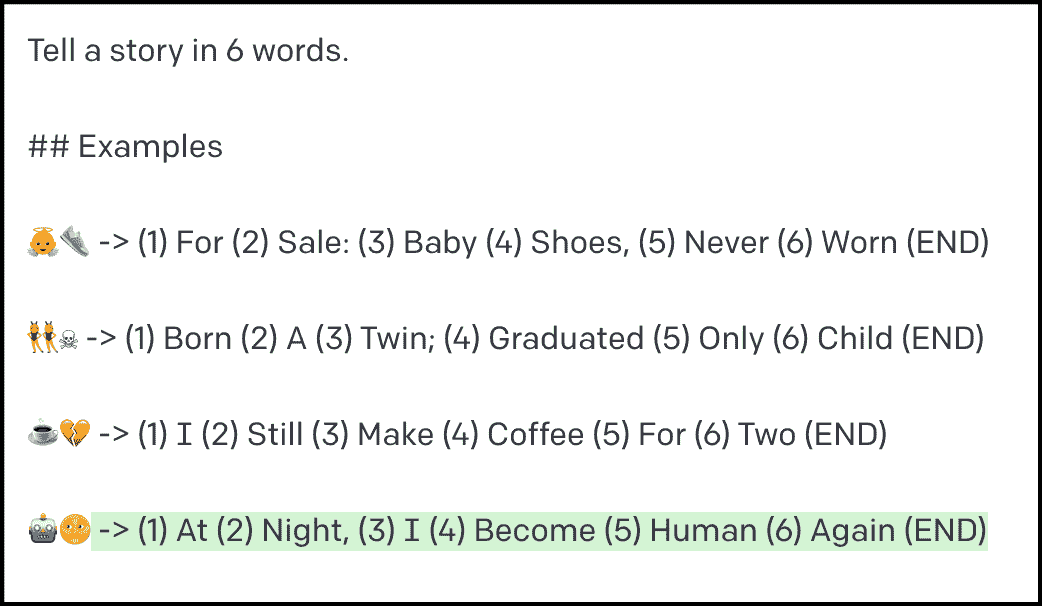 Tell a story in 6 words.
## Examples
👼👟 -> (1) For (2) Sale: (3) Baby (4) Shoes, (5) Never (6) Worn (END)
👯☠️ -> (1) Born (2) A (3) Twin; (4) Graduated (5) Only (6) Child (END)
☕💔 -> (1) I (2) Still (3) Make (4) Coffee (5) For (6) Two (END)
🤖🌝 -> (1) At (2) Night, (3) I (4) Become (5) Human (6) Again (END)